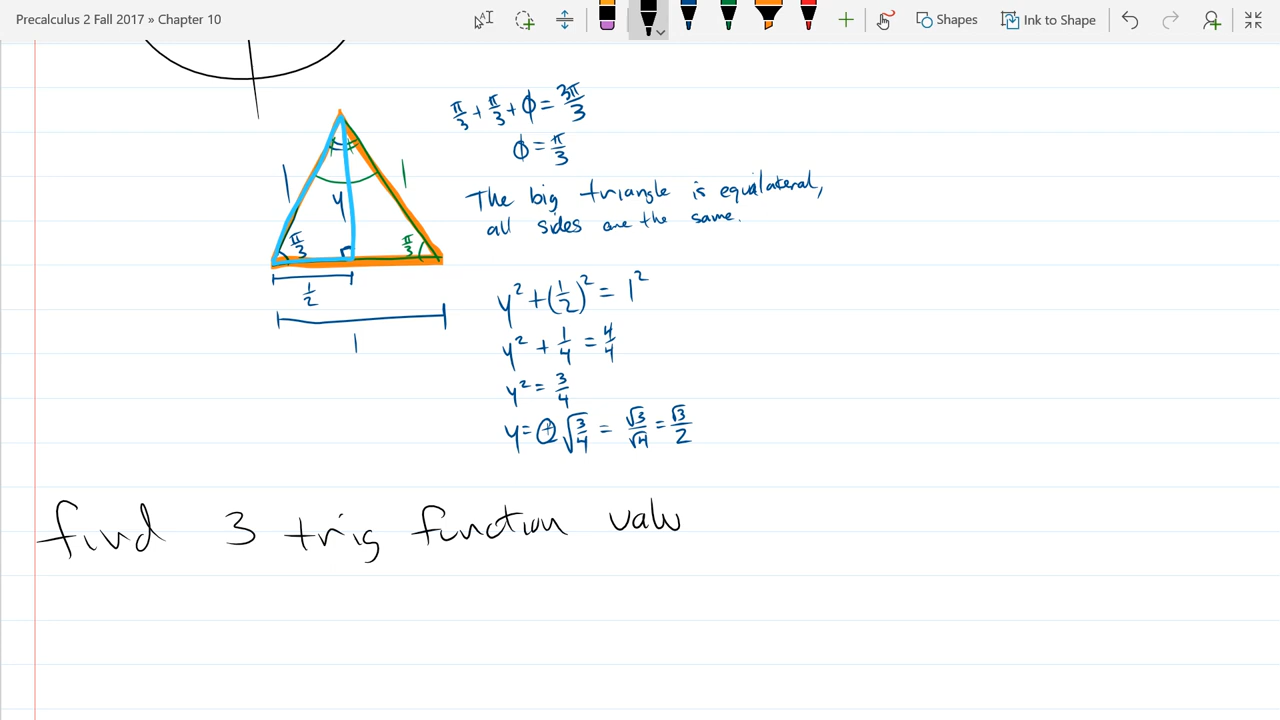 Precalculus 2 Fall 2017 » Chapter 10
Shapes
Ink to Shape
π/3 + π/3 + ϕ = 3π/3
ϕ = π/3
The big triangle is equilateral,
all sides are the same.
1
1
y
π/3
π/3
1/2
1
y² + (1/2)² = 1²
y² + 1/4 = 4/4
y² = 3/4
y = ± √(3/4) = √3/√4 = √3/2
find 3 trig function valu